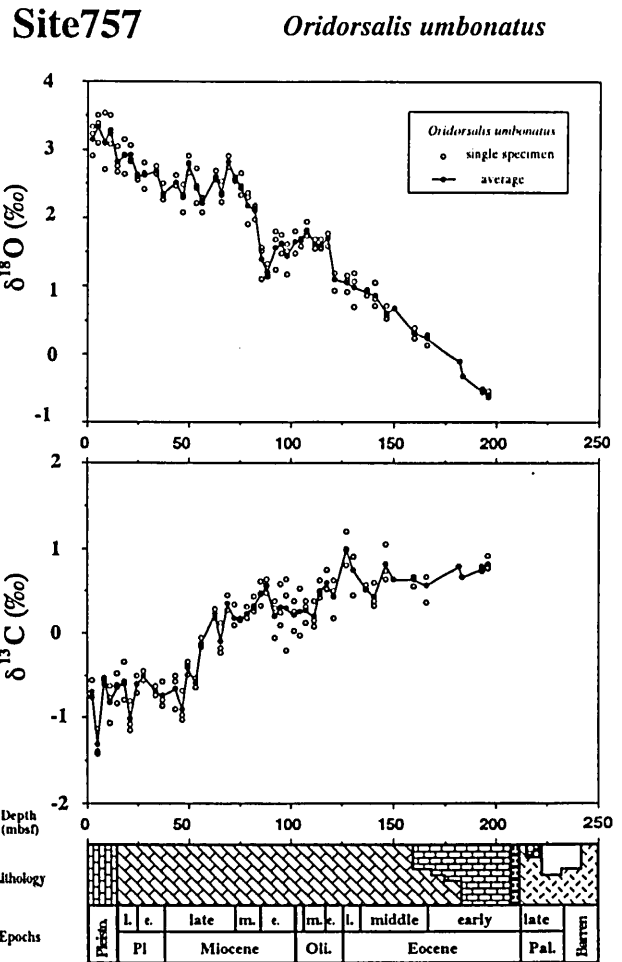 Site757 Oridorsalis umbonatus
4
3
2
1
0
-1
δ18O (‰)
Oridorsalis umbonatus
single specimen
average
0 50 100 150 200 250
2
1
0
-1
-2
δ13C (‰)
Depth
(mbsf)
0 50 100 150 200 250
ithology
l. e. late m. e. m. e. l. middle early late
Epochs Pleisto. Pl Miocene Oli. Eocene Pal. Barren